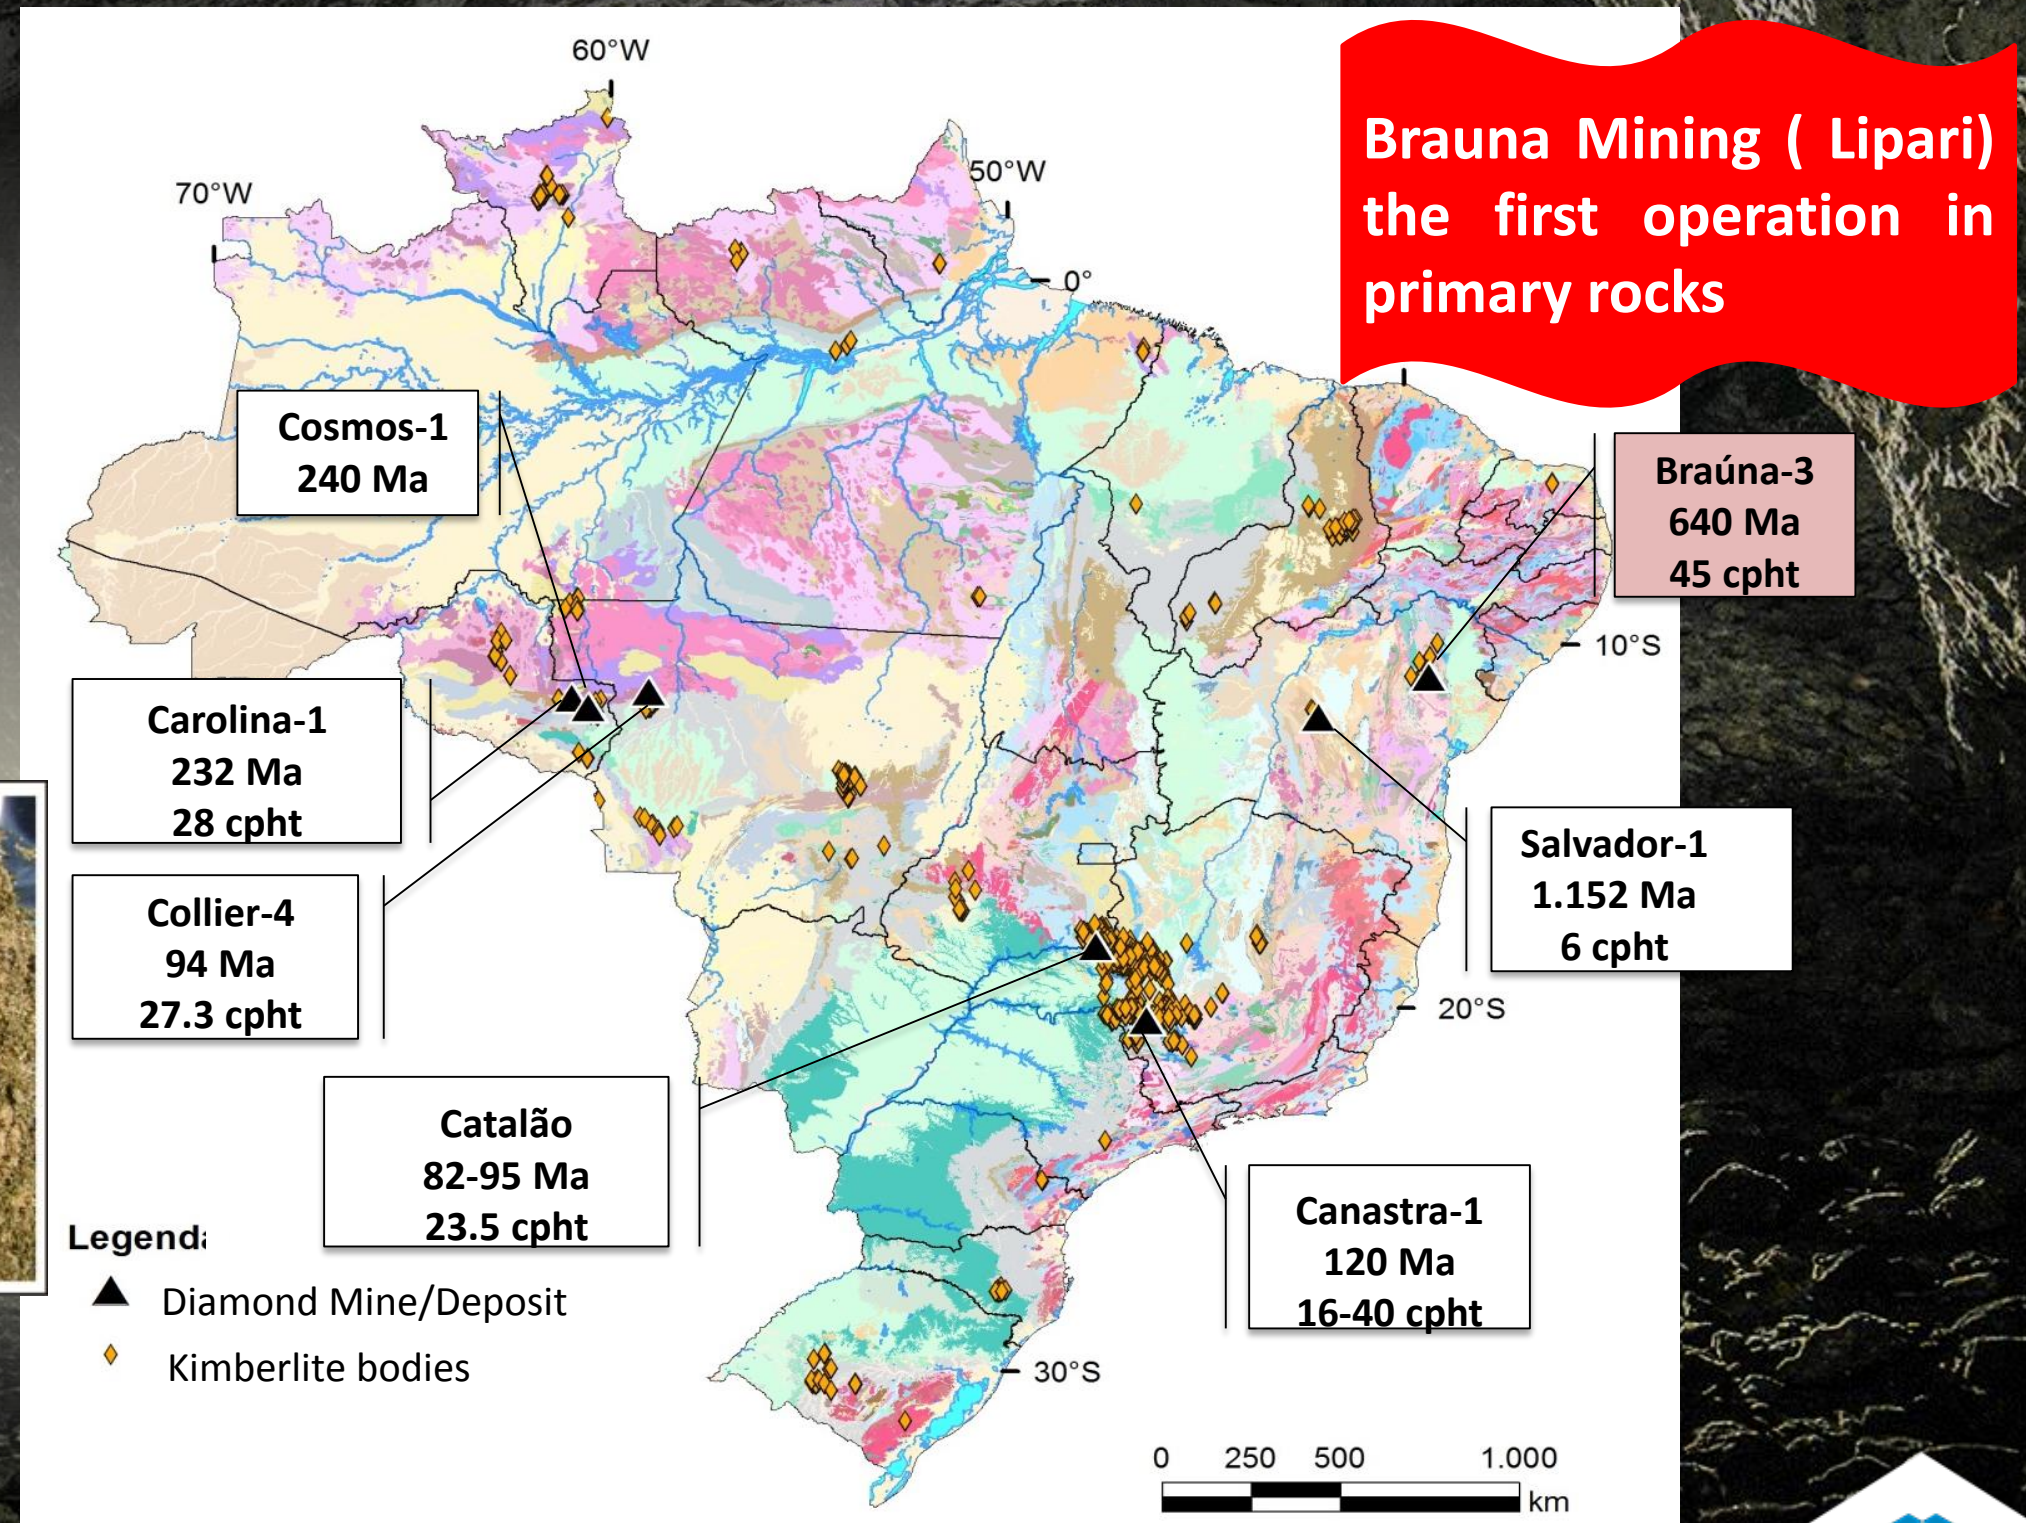 60°W
Brauna Mining ( Lipari)
the first operation in
primary rocks
50°W
70°W
0°
Cosmos-1
240 Ma
Braúna-3
640 Ma
45 cpht
10°S
Carolina-1
232 Ma
28 cpht
Salvador-1
1.152 Ma
6 cpht
Collier-4
94 Ma
27.3 cpht
20°S
Catalão
82-95 Ma
23.5 cpht
Canastra-1
120 Ma
16-40 cpht
Legenda
Diamond Mine/Deposit
Kimberlite bodies
30°S
0 250 500 1.000
km